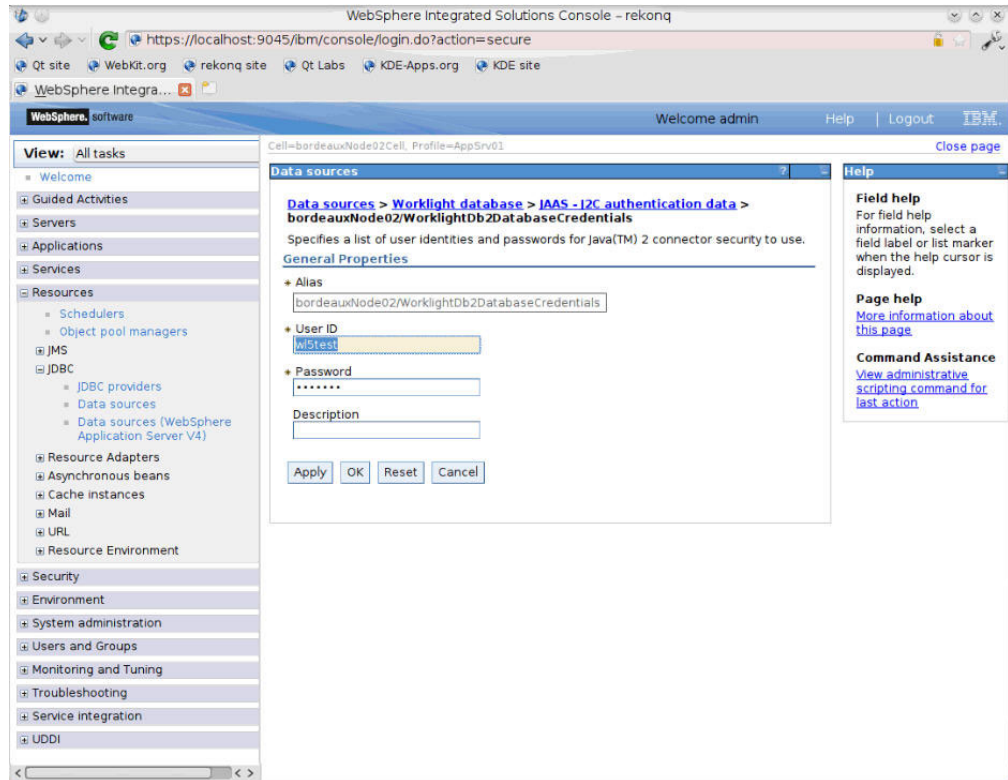 WebSphere Integrated Solutions Console – rekonq
https://localhost:9045/ibm/console/login.do?action=secure
Qt site WebKit.org rekonq site Qt Labs KDE-Apps.org KDE site
WebSphere Integra...
WebSphere. software Welcome admin Help | Logout IBM.
View: All tasks
Welcome
Guided Activities
Servers
Applications
Services
Resources
Schedulers
Object pool managers
JMS
JDBC
JDBC providers
Data sources
Data sources (WebSphere
Application Server V4)
Resource Adapters
Asynchronous beans
Cache instances
Mail
URL
Resource Environment
Security
Environment
System administration
Users and Groups
Monitoring and Tuning
Troubleshooting
Service integration
UDDI
Cell=bordeauxNode02Cell, Profile=AppSrv01
Close page
Data sources ? –
Data sources > Worklight database > JAAS - J2C authentication data >
bordeauxNode02/WorklightDb2DatabaseCredentials
Specifies a list of user identities and passwords for Java(TM) 2 connector security to use.
General Properties
* Alias
bordeauxNode02/WorklightDb2DatabaseCredentials
* User ID
wl5test
* Password
•••••••
Description
Apply OK Reset Cancel
Help –
Field help
For field help
information, select a
field label or list marker
when the help cursor is
displayed.
Page help
More information about
this page
Command Assistance
View administrative
scripting command for
last action